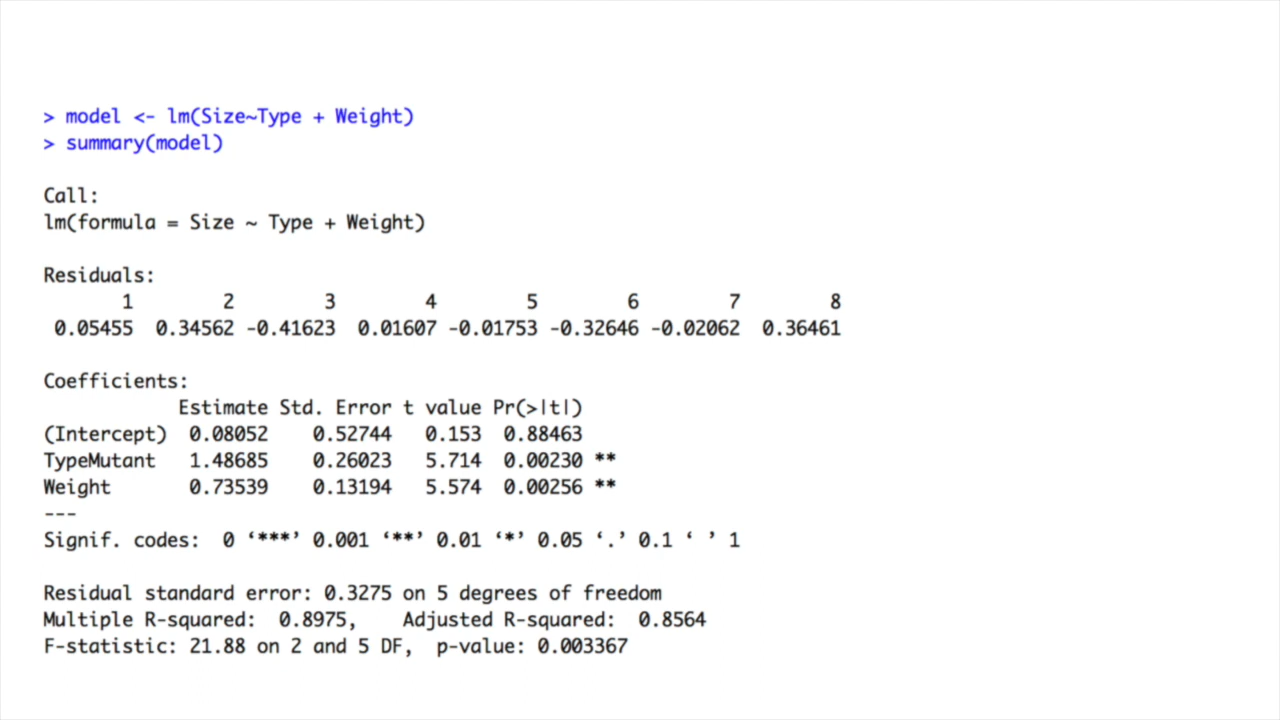 > model <- lm(Size~Type + Weight)
> summary(model)
Call:
lm(formula = Size ~ Type + Weight)
Residuals:
1 2 3 4 5 6 7 8
0.05455 0.34562 -0.41623 0.01607 -0.01753 -0.32646 -0.02062 0.36461
Coefficients:
Estimate Std. Error t value Pr(>|t|)
(Intercept) 0.08052 0.52744 0.153 0.88463
TypeMutant 1.48685 0.26023 5.714 0.00230 **
Weight 0.73539 0.13194 5.574 0.00256 **
---
Signif. codes: 0 ‘***’ 0.001 ‘**’ 0.01 ‘*’ 0.05 ‘.’ 0.1 ‘ ’ 1
Residual standard error: 0.3275 on 5 degrees of freedom
Multiple R-squared: 0.8975, Adjusted R-squared: 0.8564
F-statistic: 21.88 on 2 and 5 DF, p-value: 0.003367